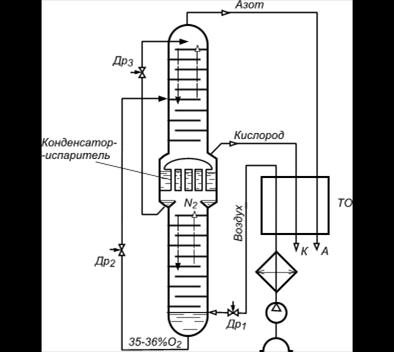 Азот
Др3
Кислород
Конденсатор-
-испаритель
N2
Воздух
ТО
К
А
Др2
Др1
35-36%O2